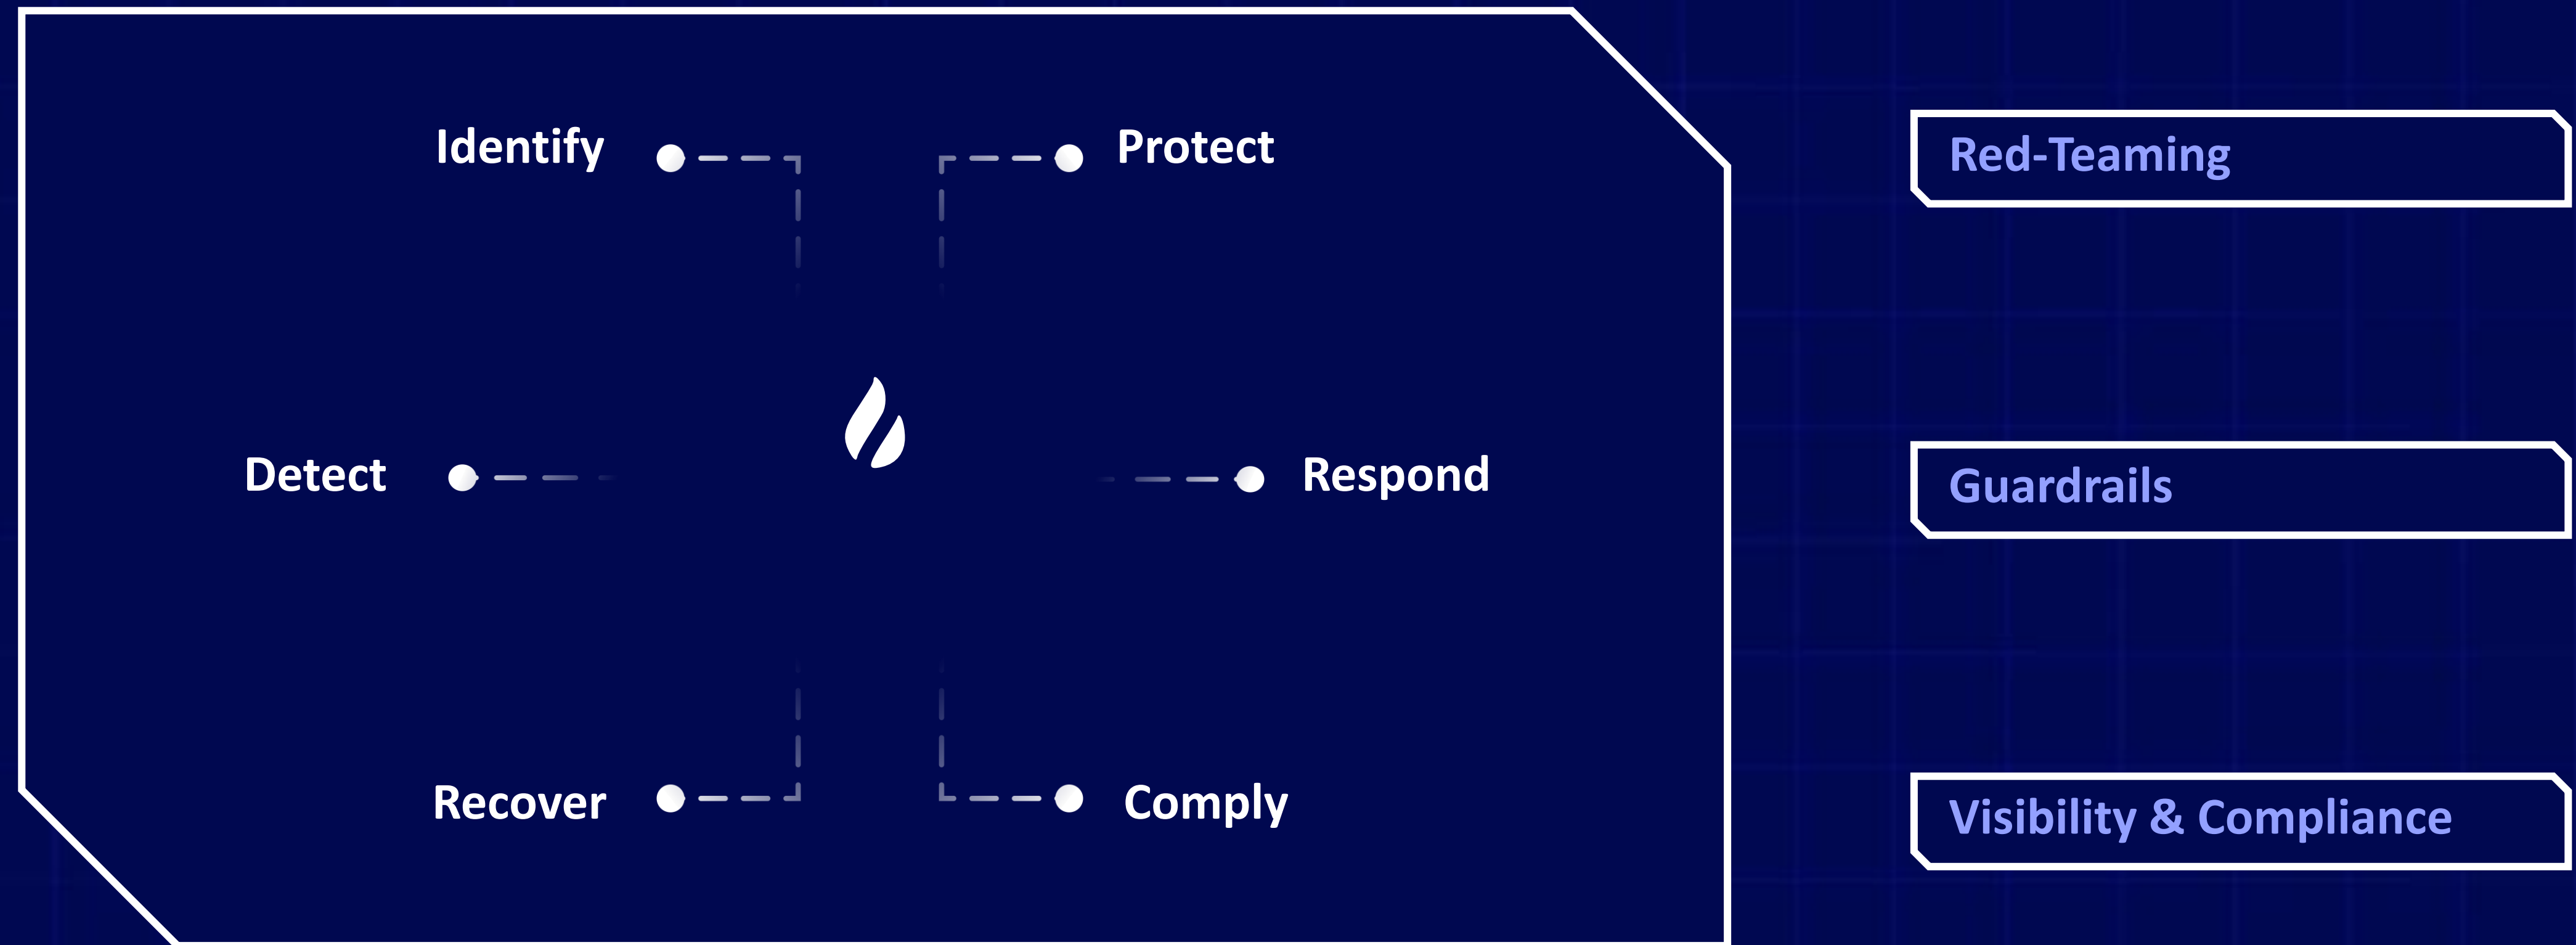 Identify
Protect
Detect
Respond
Recover
Comply
Red-Teaming
Guardrails
Visibility & Compliance